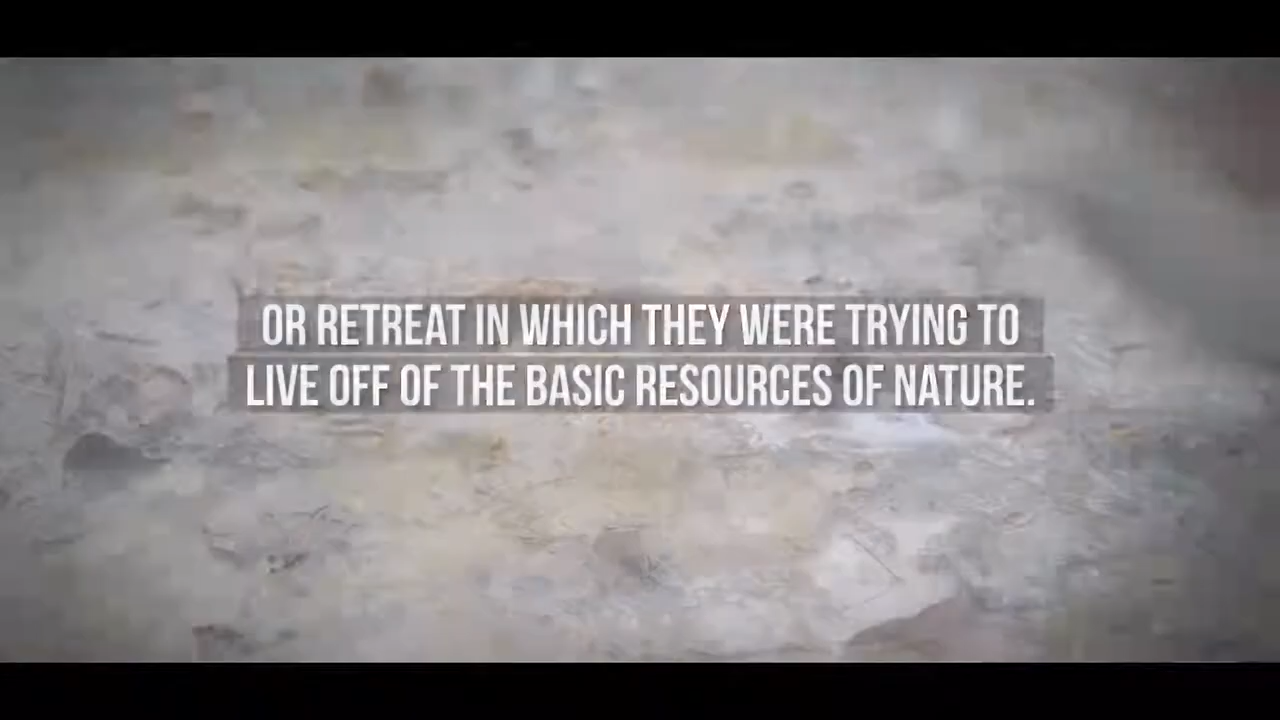 OR RETREAT IN WHICH THEY WERE TRYING TO
LIVE OFF OF THE BASIC RESOURCES OF NATURE.